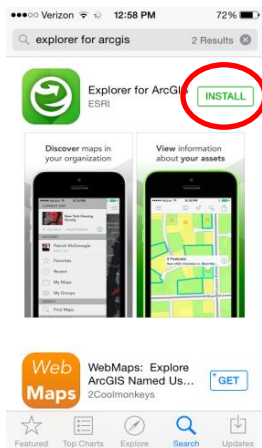 Verizon 12:58 PM 72%
explorer for arcgis 2 Results
Explorer for ArcGIS
ESRI
INSTALL
Discover maps in
your organization
View information
about your assets
Favorites
Recent
My Maps
My Groups
Find Maps
2 Features
Web
Maps
WebMaps: Explore
ArcGIS Named Us...
2Coolmonkeys
+GET
Featured Top Charts Explore Search Updates